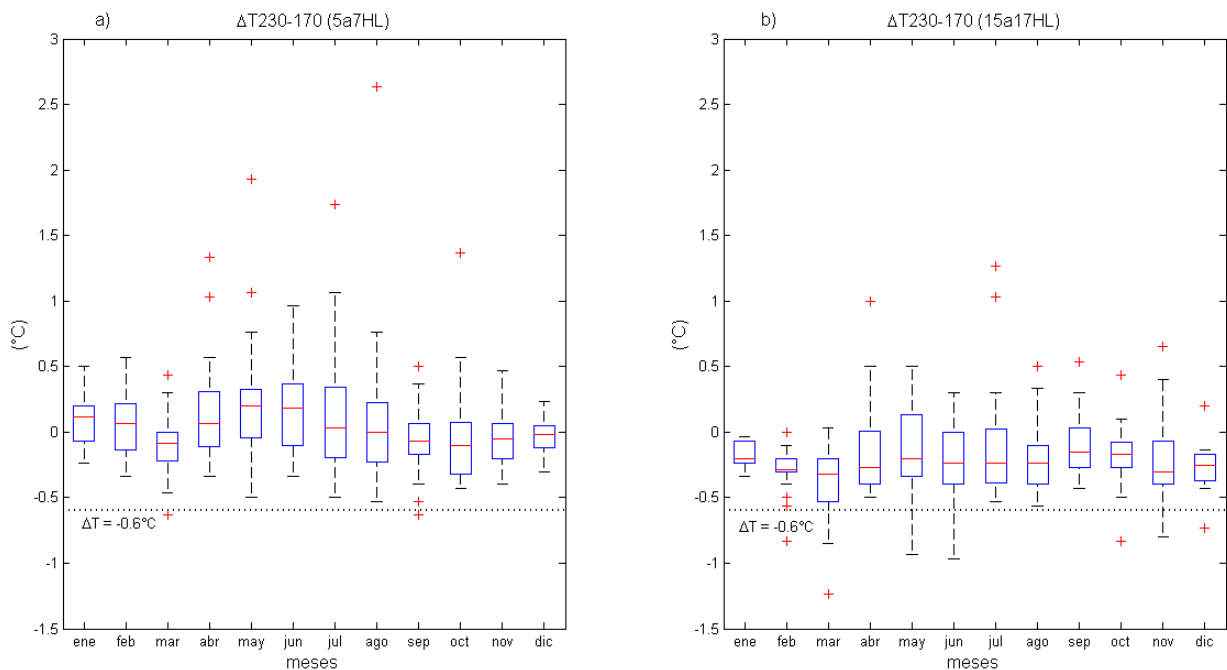 a) ΔT230-170 (5a7HL)
3
2.5
2
1.5
1
0.5
0
-0.5
-1
-1.5
(°C)
ΔT = -0.6°C
ene feb mar abr may jun jul ago sep oct nov dic
meses
b) ΔT230-170 (15a17HL)
3
2.5
2
1.5
1
0.5
0
-0.5
-1
-1.5
(°C)
ΔT = -0.6°C
ene feb mar abr may jun jul ago sep oct nov dic
meses